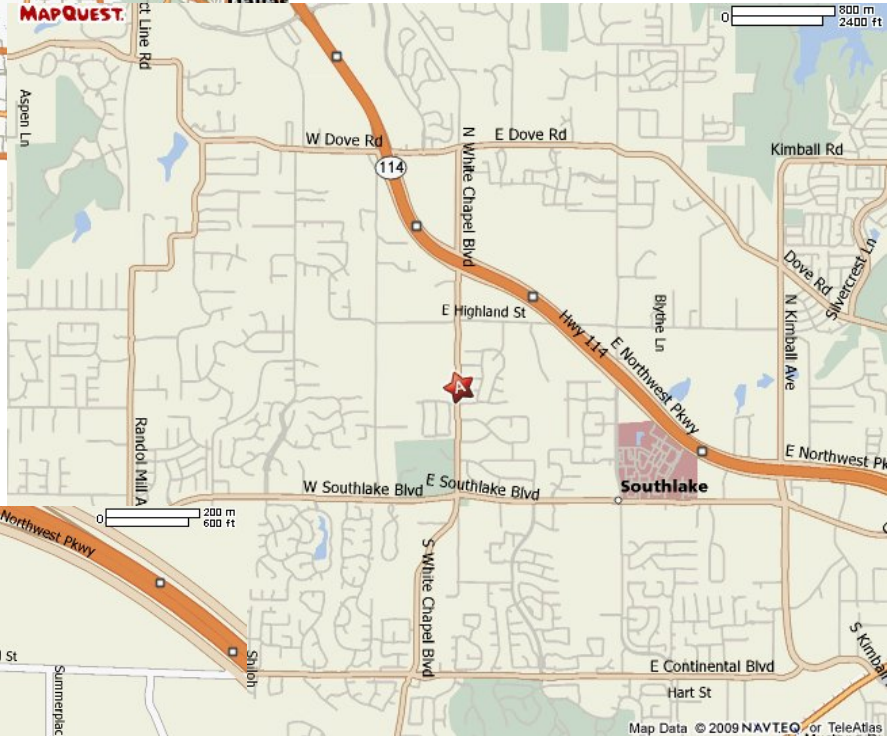 MAPQUEST.
Dallas
800 m
0
2400 ft
ct Line Rd
Aspen Ln
W Dove Rd
E Dove Rd
N White Chapel Blvd
114
Kimball Rd
Dove Rd
Silvercrest Ln
E Highland St
Hwy 114
Blythe Ln
E Northwest Pkwy
N Kimball Ave
A
Randol Mill A
E Northwest Pk
W Southlake Blvd
E Southlake Blvd
Southlake
200 m
0
600 ft
Northwest Pkwy
S White Chapel Blvd
S Kimball
l St
Shiloh
Summerplac
E Continental Blvd
Hart St
Map Data © 2009 NAVTEQ or TeleAtlas